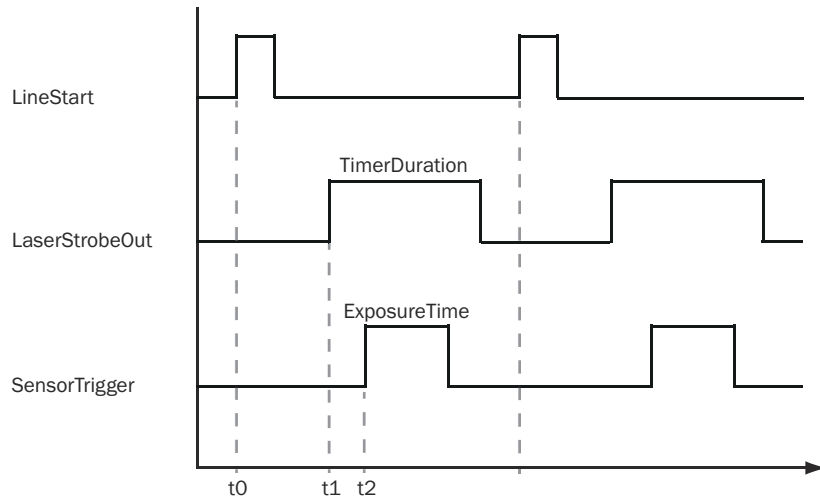 LineStart
TimerDuration
LaserStrobeOut
ExposureTime
SensorTrigger
t0 t1 t2